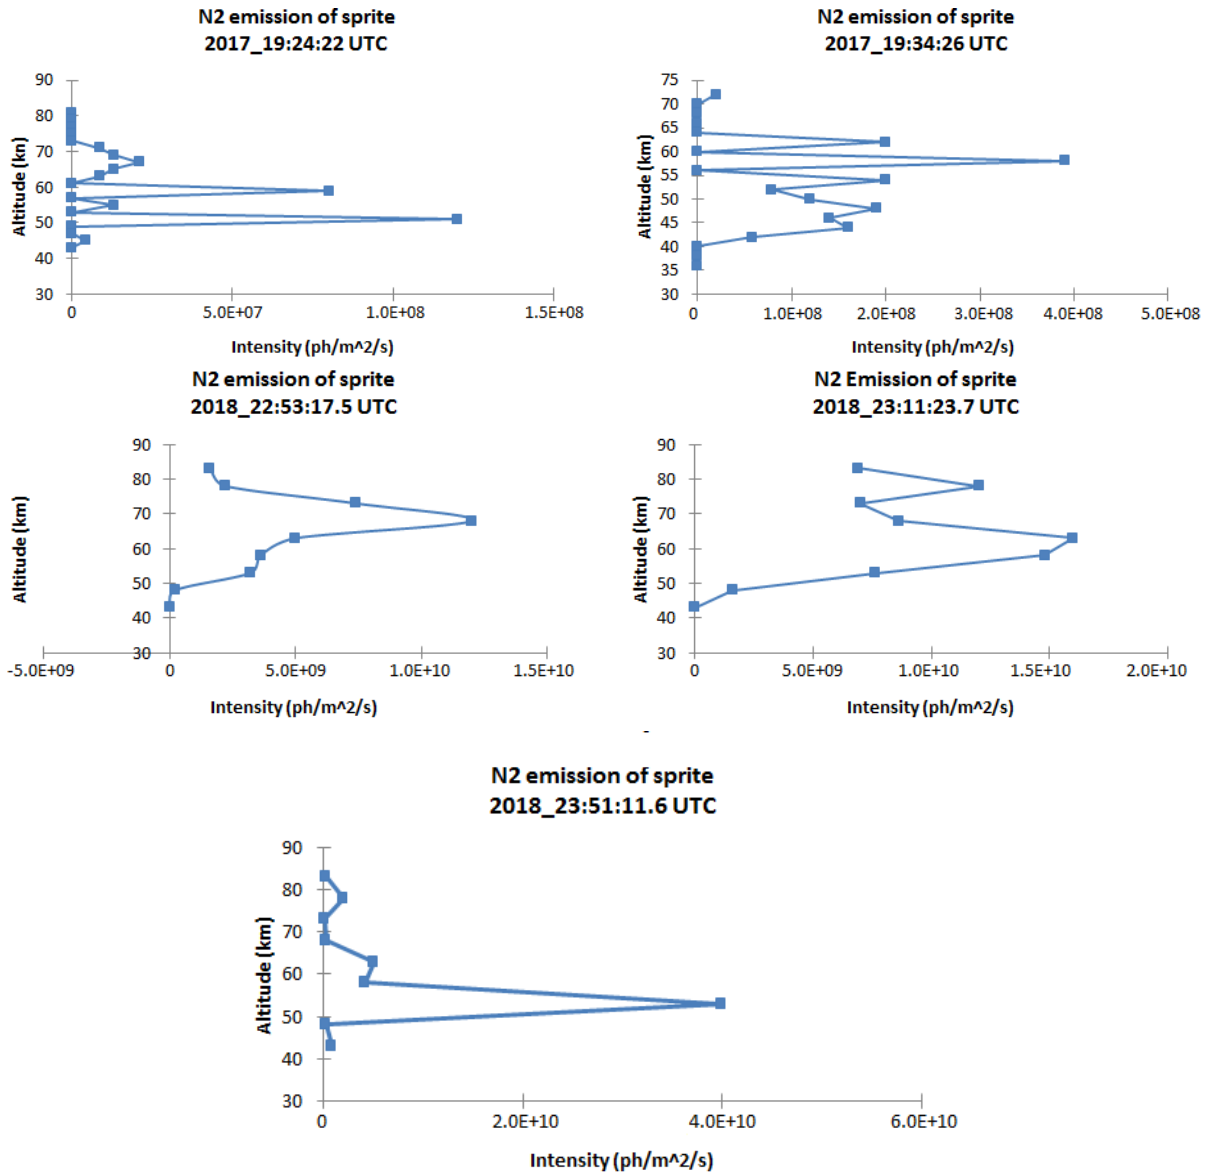 N2 emission of sprite
2017_19:24:22 UTC
90
80
70
60
50
40
30
Altitude (km)
0
5.0E+07
1.0E+08
1.5E+08
Intensity (ph/m^2/s)
N2 emission of sprite
2017_19:34:26 UTC
75
70
65
60
55
50
45
40
35
30
Altitude (km)
0
1.0E+08
2.0E+08
3.0E+08
4.0E+08
5.0E+08
Intensity (ph/m^2/s)
N2 emission of sprite
2018_22:53:17.5 UTC
90
80
70
60
50
40
30
Altitude (km)
-5.0E+09
0
5.0E+09
1.0E+10
1.5E+10
Intensity (ph/m^2/s)
N2 Emission of sprite
2018_23:11:23.7 UTC
90
80
70
60
50
40
30
Altitude (km)
0
5.0E+09
1.0E+10
1.5E+10
2.0E+10
Intensity (ph/m^2/s)
-
N2 emission of sprite
2018_23:51:11.6 UTC
90
80
70
60
50
40
30
Altitude (km)
0
2.0E+10
4.0E+10
6.0E+10
Intensity (ph/m^2/s)